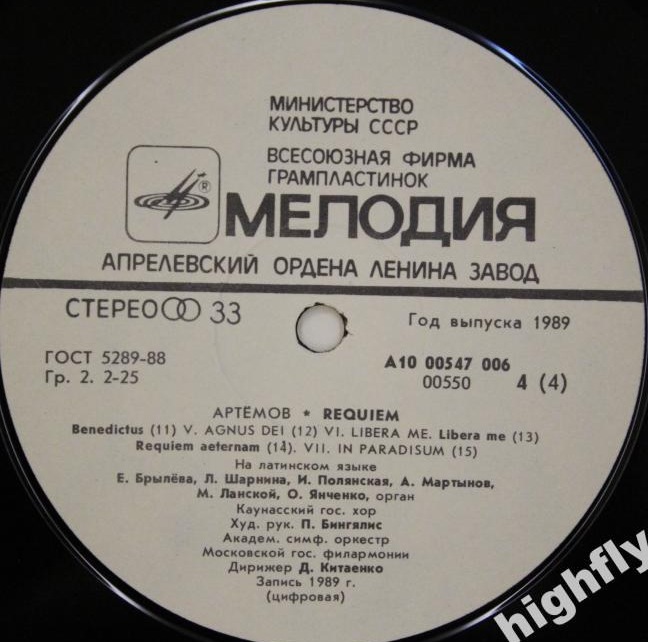 МИНИСТЕРСТВО
КУЛЬТУРЫ СССР
ВСЕСОЮЗНАЯ ФИРМА
ГРАМПЛАСТИНОК
®
МЕЛОДИЯ
АПРЕЛЕВСКИЙ ОРДЕНА ЛЕНИНА ЗАВОД
СТЕРЕО 33
Год выпуска 1989
ГОСТ 5289-88
Гр. 2. 2-25
А10 00547 006
00550 4 (4)
АРТЁМОВ * REQUIEM
Benedictus (11) V. AGNUS DEI (12) VI. LIBERA ME. Libera me (13)
Requiem aeternam (14). VII. IN PARADISUM (15)
На латинском языке
Е. Брылёва, Л. Шарнина, И. Полянская, А. Мартынов,
М. Ланской, О. Янченко, орган
Каунасский гос. хор
Худ. рук. П. Бингялис
Академ. симф. оркестр
Московской гос. филармонии
Дирижер Д. Китаенко
Запись 1989 г.
(цифровая)
highfly